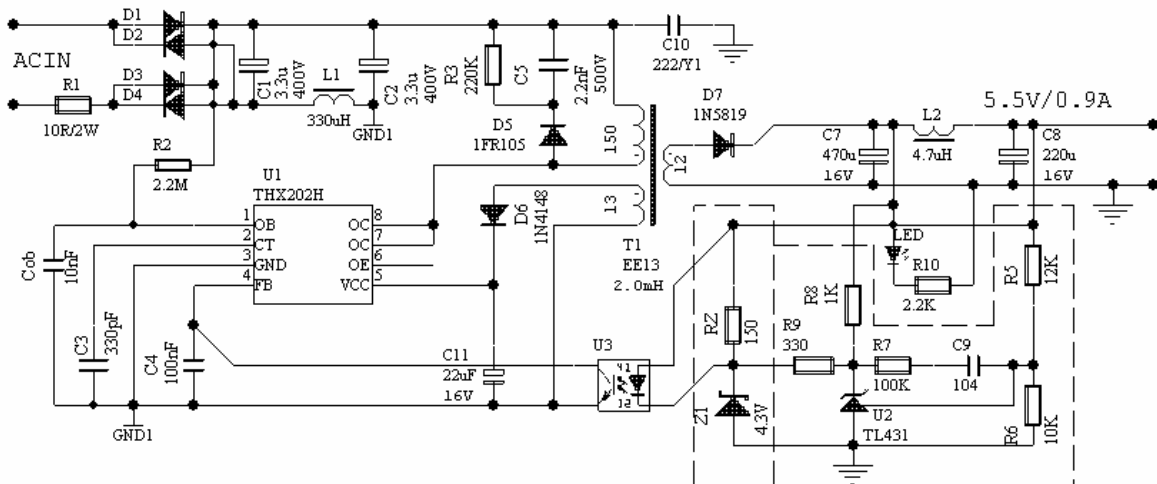 D1
D2
ACIN
D3
D4
R1
10R/2W
C1
3.3u
400V
L1
330uH
C2
3.3u
400V
GND1
R3
220K
C5
2.2nF
500V
C10
222/Y1
D5
1FR105
150
12
13
D7
1N5819
5.5V/0.9A
C7
470u
16V
L2
4.7uH
C8
220u
16V
R2
2.2M
U1
THX202H
1
2
3
4
OB
CT
GND
FB
OC
OC
OE
VCC
8
7
6
5
D6
1N4148
T1
EE13
2.0mH
Cob
10nF
C3
330pF
C4
100nF
C11
22uF
16V
GND1
U3
RZ
150
Z1
4.3V
LED
R10
2.2K
R8
1K
R5
12K
R9
330
R7
100K
C9
104
U2
TL431
R6
10K